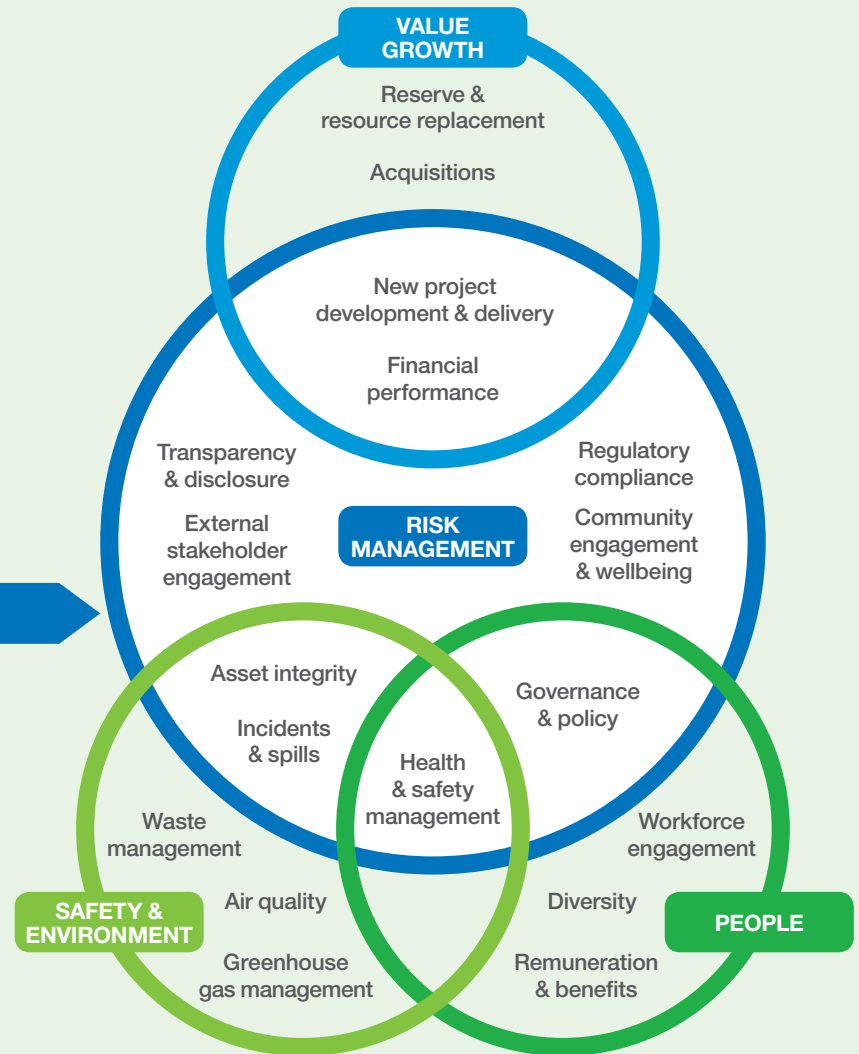 VALUE
GROWTH
Reserve &
resource replacement
Acquisitions
New project
development & delivery
Financial
performance
Transparency
& disclosure
External
stakeholder
engagement
RISK
MANAGEMENT
Regulatory
compliance
Community
engagement
& wellbeing
Asset integrity
Incidents
& spills
Health
& safety
management
Governance
& policy
Waste
management
Air quality
Greenhouse
gas management
SAFETY &
ENVIRONMENT
Workforce
engagement
Diversity
Remuneration
& benefits
PEOPLE